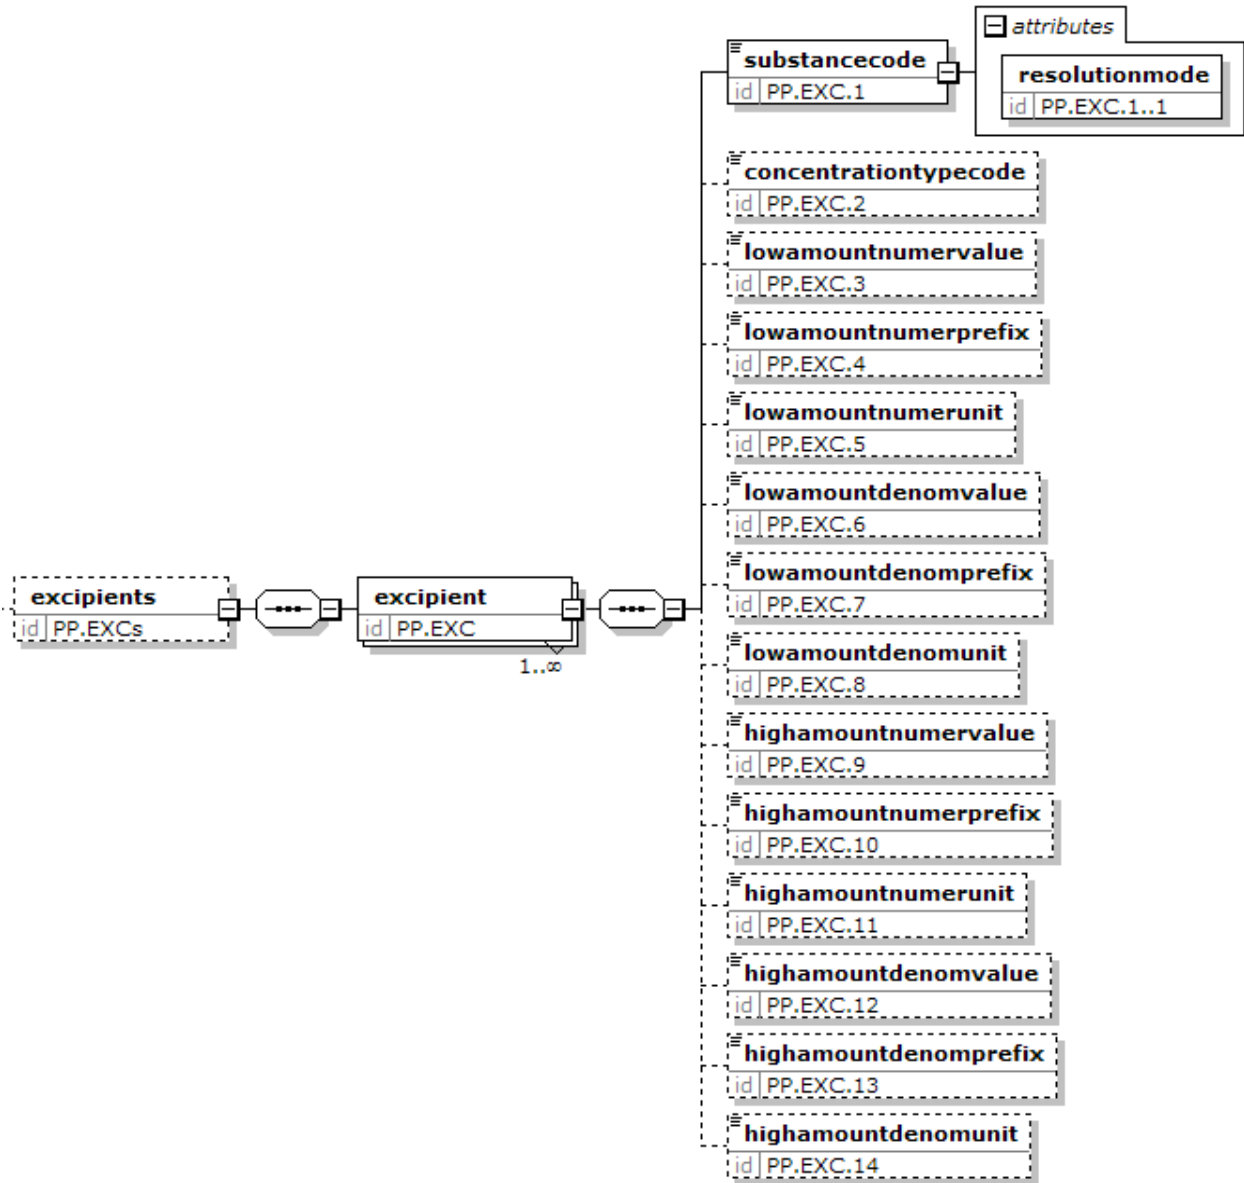 attributes
substancecode
id PP.EXC.1
resolutionmode
id PP.EXC.1..1
concentrationtypecode
id PP.EXC.2
lowamountnumervalue
id PP.EXC.3
lowamountnumerprefix
id PP.EXC.4
lowamountnumerunit
id PP.EXC.5
lowamountdenomvalue
id PP.EXC.6
lowamountdenomprefix
id PP.EXC.7
excipients
id PP.EXCs
excipient
id PP.EXC
1..∞
lowamountdenomunit
id PP.EXC.8
highamountnumervalue
id PP.EXC.9
highamountnumerprefix
id PP.EXC.10
highamountnumerunit
id PP.EXC.11
highamountdenomvalue
id PP.EXC.12
highamountdenomprefix
id PP.EXC.13
highamountdenomunit
id PP.EXC.14